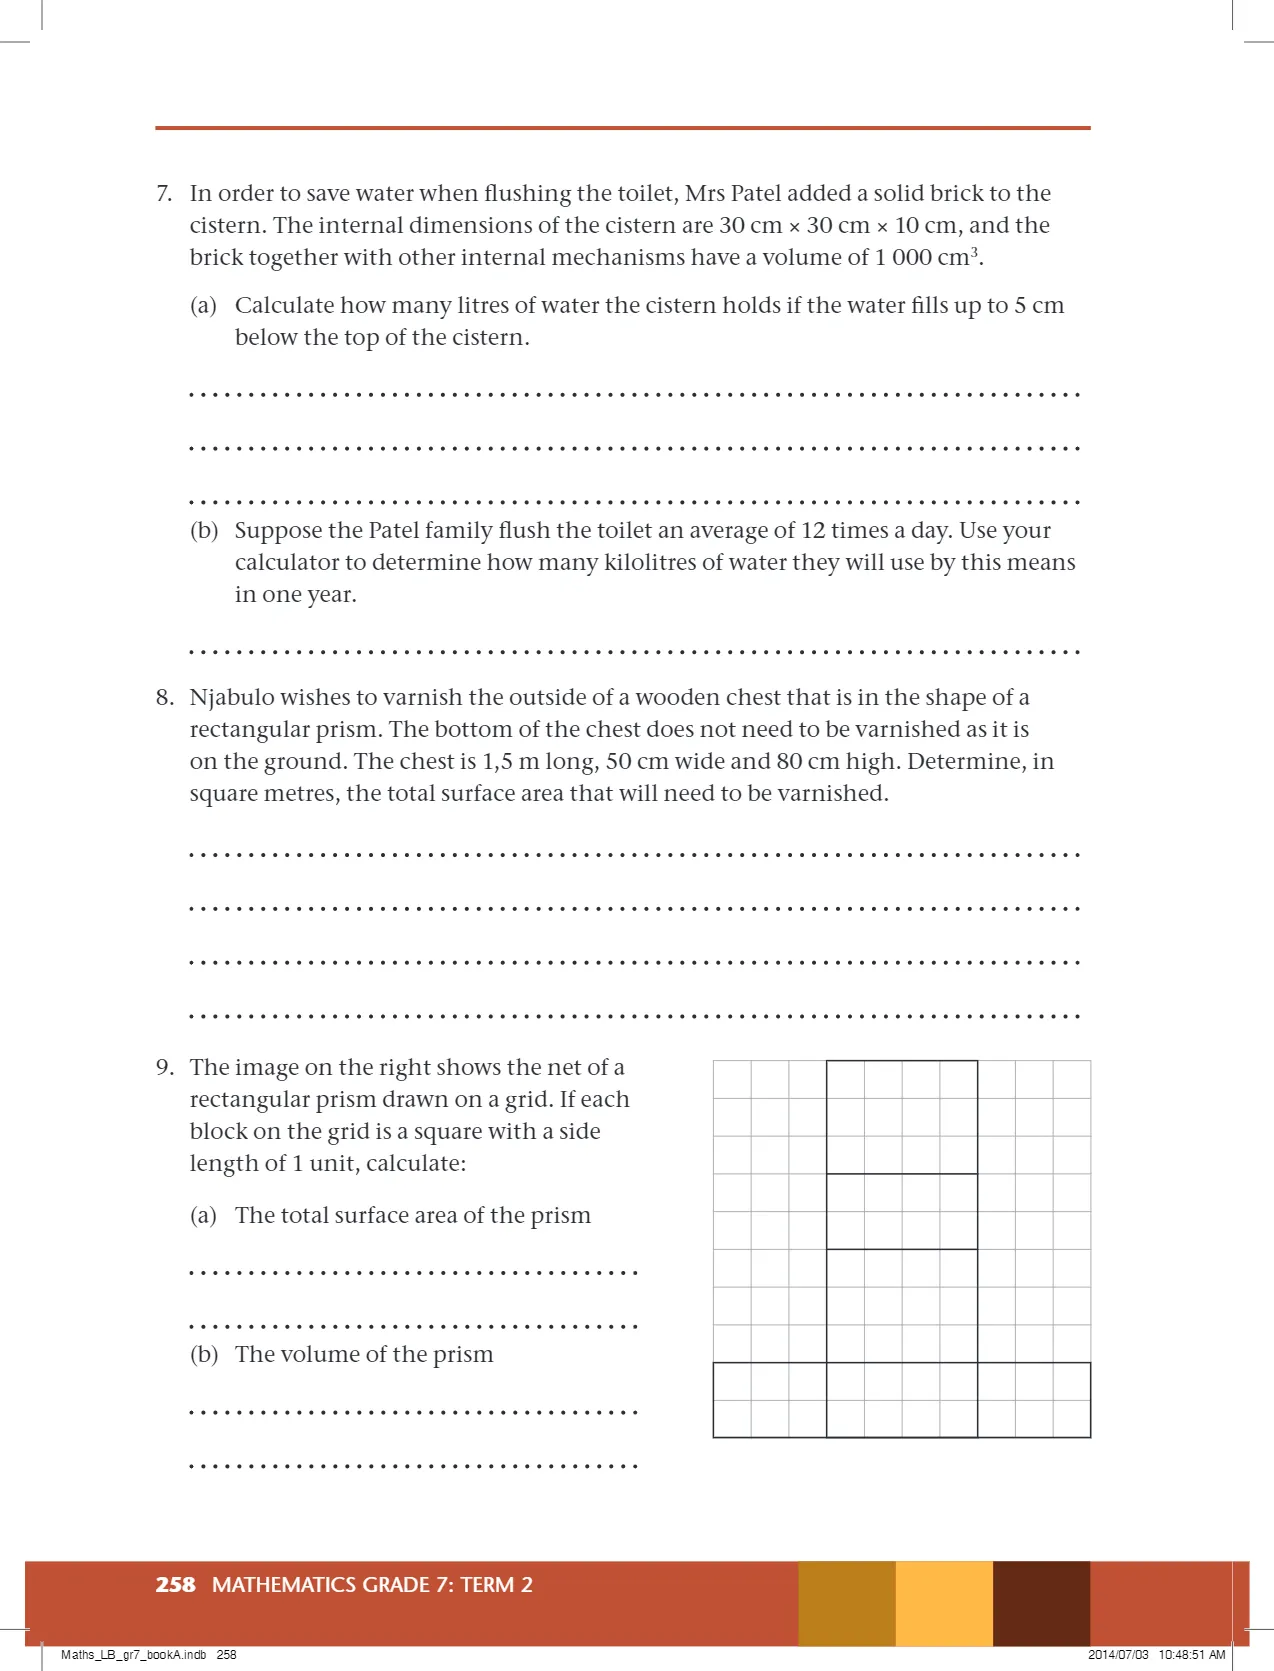 7. In order to save water when flushing the toilet, Mrs Patel added a solid brick to the
cistern. The internal dimensions of the cistern are 30 cm × 30 cm × 10 cm, and the
brick together with other internal mechanisms have a volume of 1 000 cm³.
(a) Calculate how many litres of water the cistern holds if the water fills up to 5 cm
below the top of the cistern.
(b) Suppose the Patel family flush the toilet an average of 12 times a day. Use your
calculator to determine how many kilolitres of water they will use by this means
in one year.
8. Njabulo wishes to varnish the outside of a wooden chest that is in the shape of a
rectangular prism. The bottom of the chest does not need to be varnished as it is
on the ground. The chest is 1,5 m long, 50 cm wide and 80 cm high. Determine, in
square metres, the total surface area that will need to be varnished.
9. The image on the right shows the net of a
rectangular prism drawn on a grid. If each
block on the grid is a square with a side
length of 1 unit, calculate:
(a) The total surface area of the prism
(b) The volume of the prism
258 MATHEMATICS GRADE 7: TERM 2
Maths_LB_gr7_bookA.indb 258
2014/07/03 10:48:51 AM